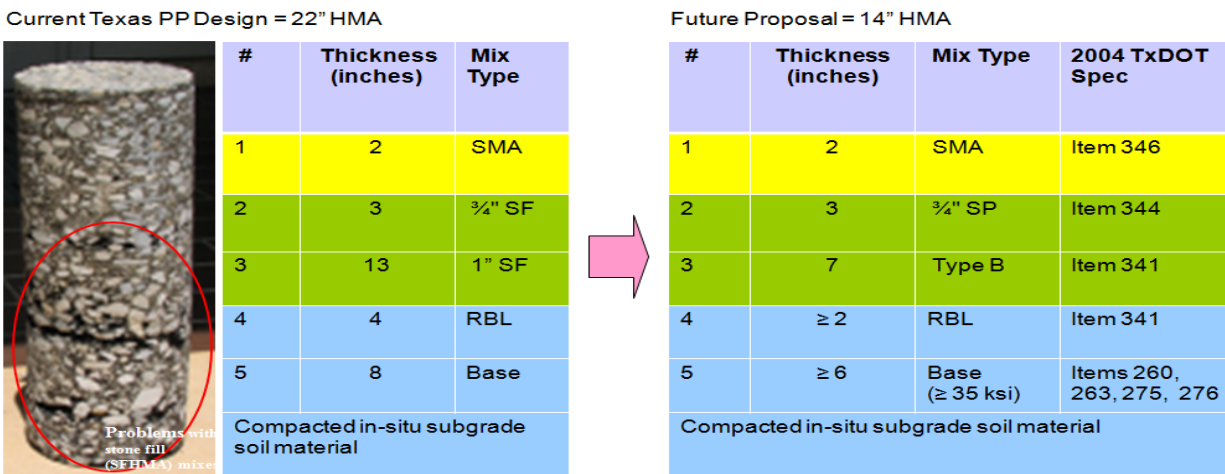 Current Texas PP Design = 22” HMA
# Thickness (inches) Mix Type
1 2 SMA
2 3 ¾" SF
3 13 1” SF
4 4 RBL
5 8 Base
Compacted in-situ subgrade
soil material
Problems with
stone fill
(SFHMA) mixes
Future Proposal = 14” HMA
# Thickness (inches) Mix Type 2004 TxDOT Spec
1 2 SMA Item 346
2 3 ¾" SP Item 344
3 7 Type B Item 341
4 ≥ 2 RBL Item 341
5 ≥ 6 Base (≥ 35 ksi) Items 260, 263, 275, 276
Compacted in-situ subgrade soil material